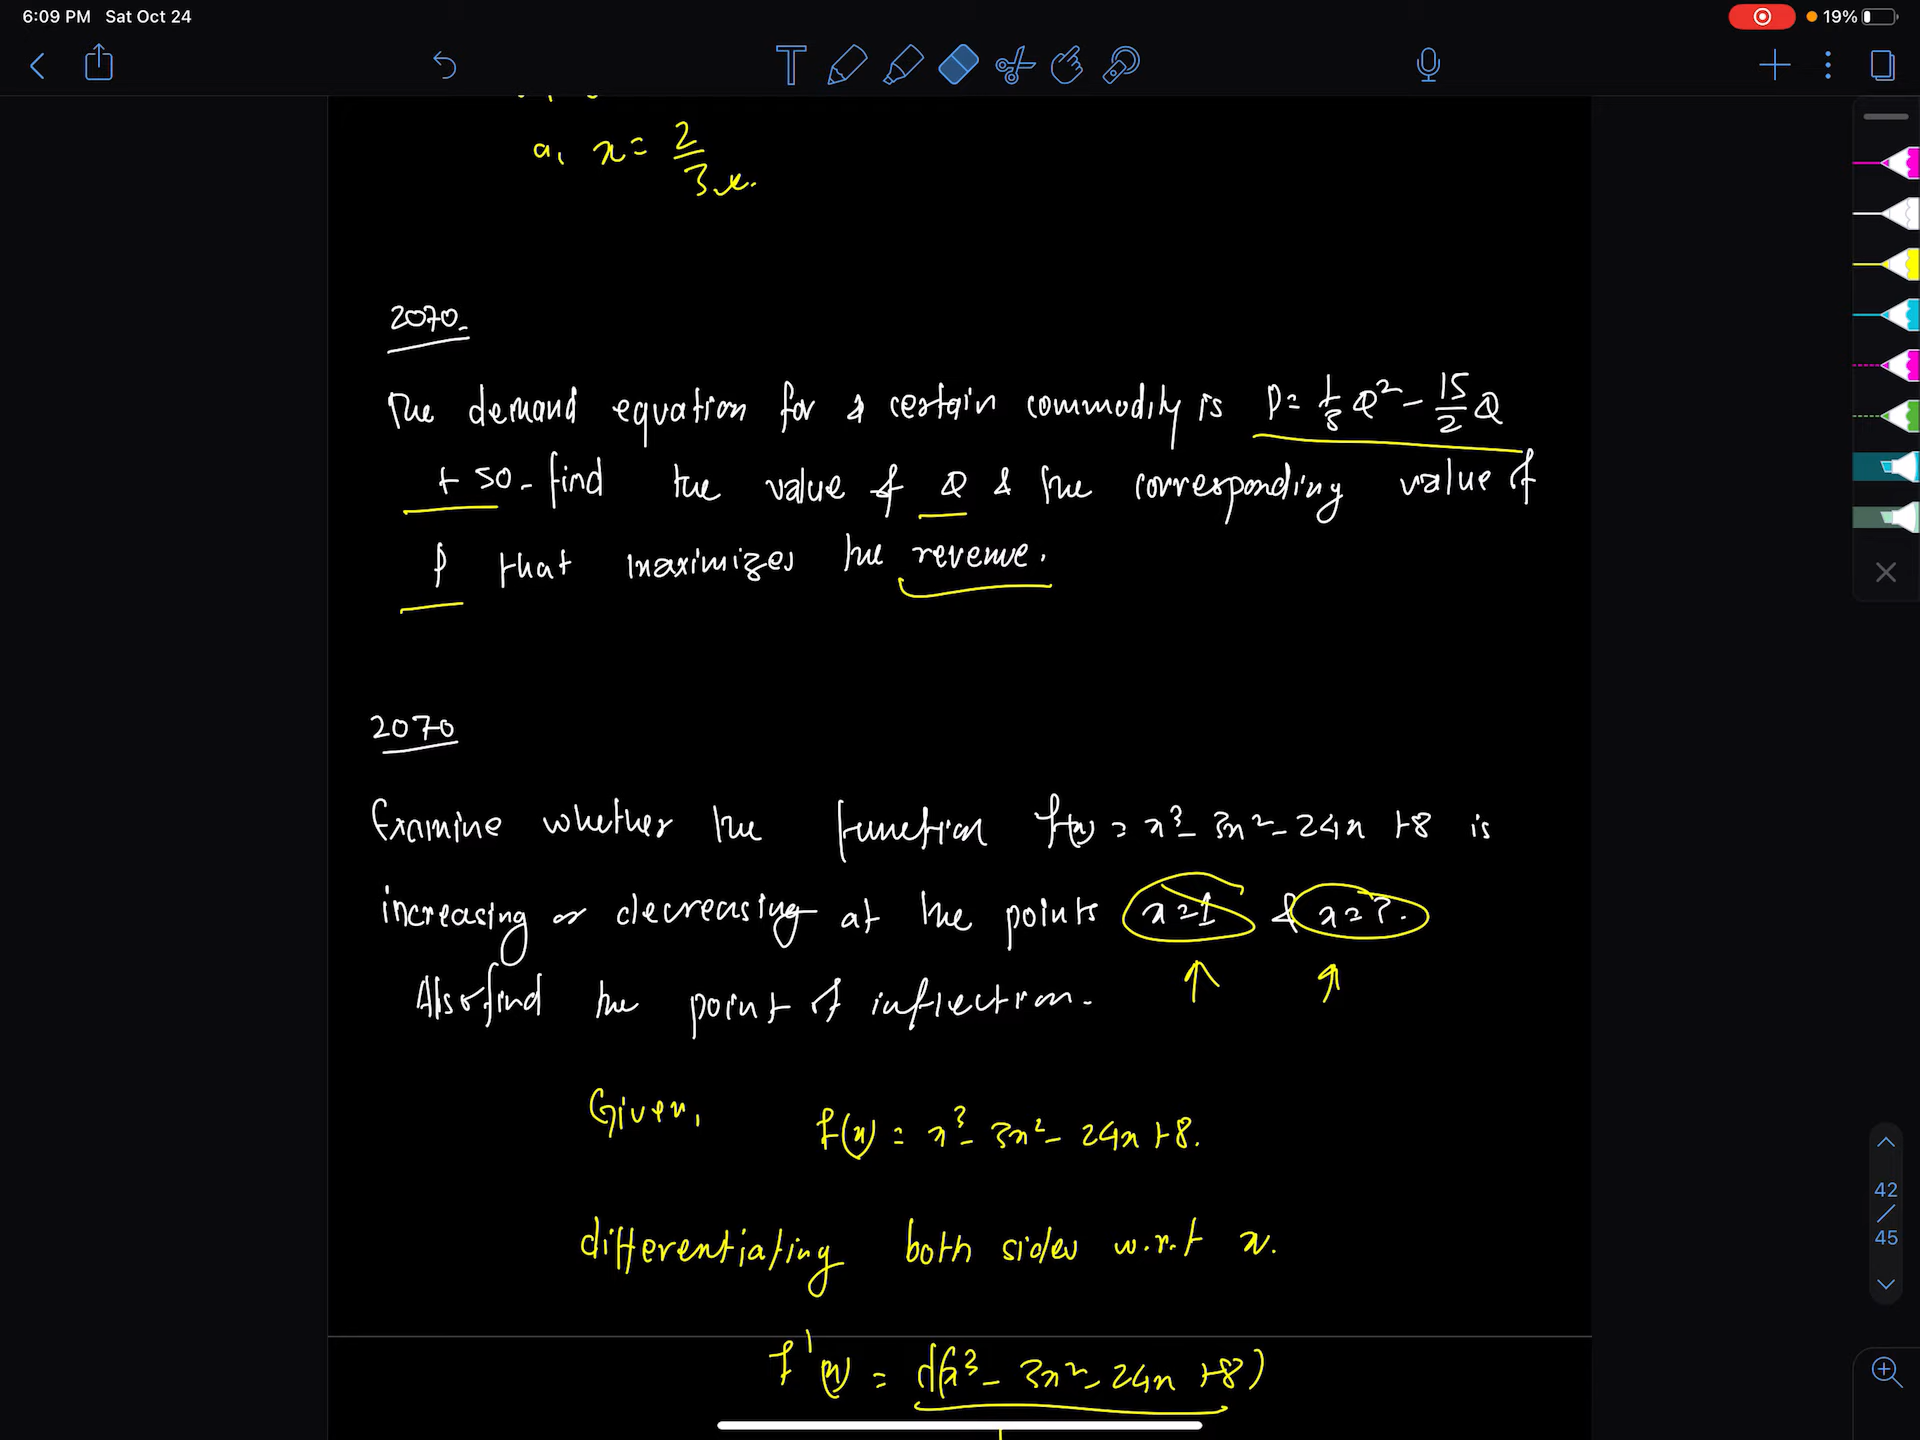 6:09 PM Sat Oct 24
19%
a, x = 2/3
2070
The demand equation for a certain commodity is P = 1/8 Q² - 15/2 Q
+ 50. find the value of Q & the corresponding value of
P that maximizes the revenue.
2070
Examine whether the function f(x) = x³ - 3x² - 24x + 8 is
increasing or decreasing at the points x = 1 & x = ?.
Also find the point of inflection.
Given, f(x) = x³ - 3x² - 24x + 8.
differentiating both sides w.r.t x.
f'(x) = d(x³ - 3x² - 24x + 8)
42
/
45